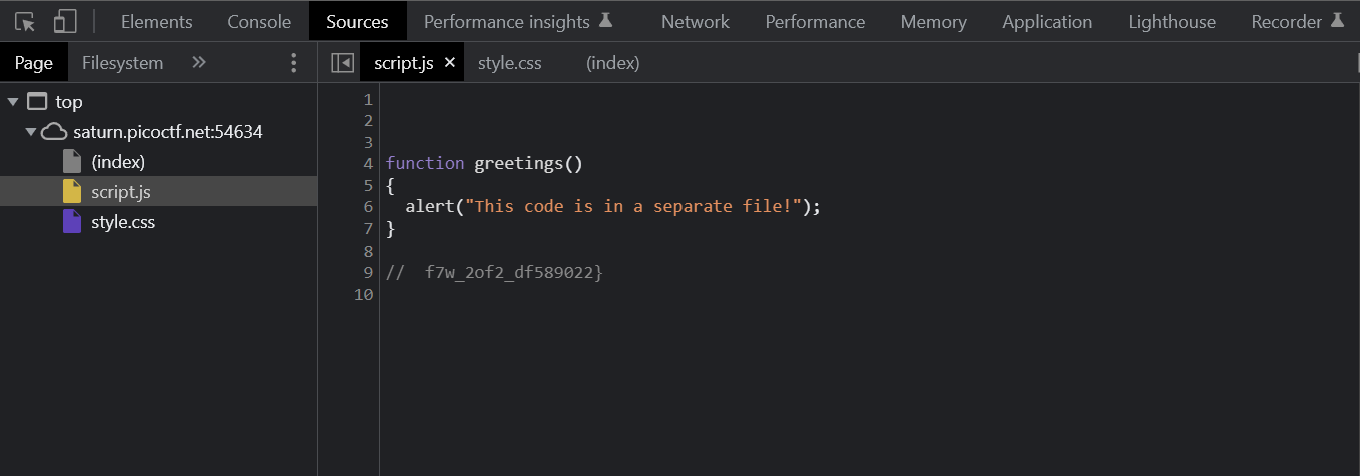 Elements Console Sources Performance insights Network Performance Memory Application Lighthouse Recorder
Page Filesystem » script.js × style.css (index)
top
saturn.picoctf.net:54634
(index)
script.js
style.css
1
2
3
4 function greetings()
5 {
6 alert("This code is in a separate file!");
7 }
8
9 // f7w_2of2_df589022}
10